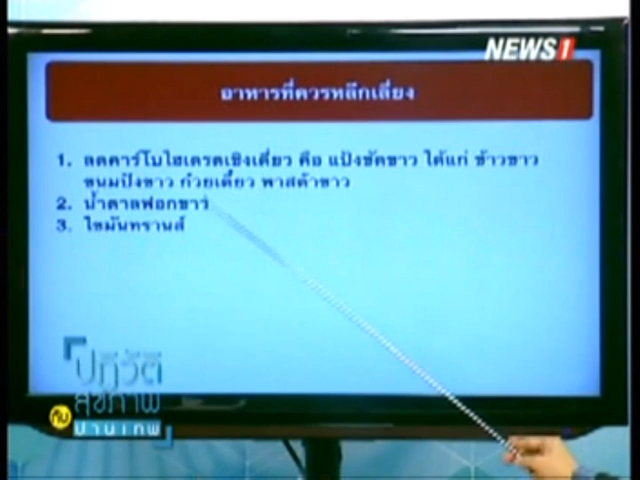 NEWS1
อาหารที่ควรหลีกเลี่ยง
1. ลดคาร์โบไฮเดรตเชิงเดี่ยว คือ แป้งขัดขาว ได้แก่ ข้าวขาว
ขนมปังขาว ก๋วยเตี๋ยว พาสต้าขาว
2. น้ำตาลฟอกขาว
3. ไขมันทรานส์
ปฏิวัติ
สุขภาพ
กับ
ปานเทพ